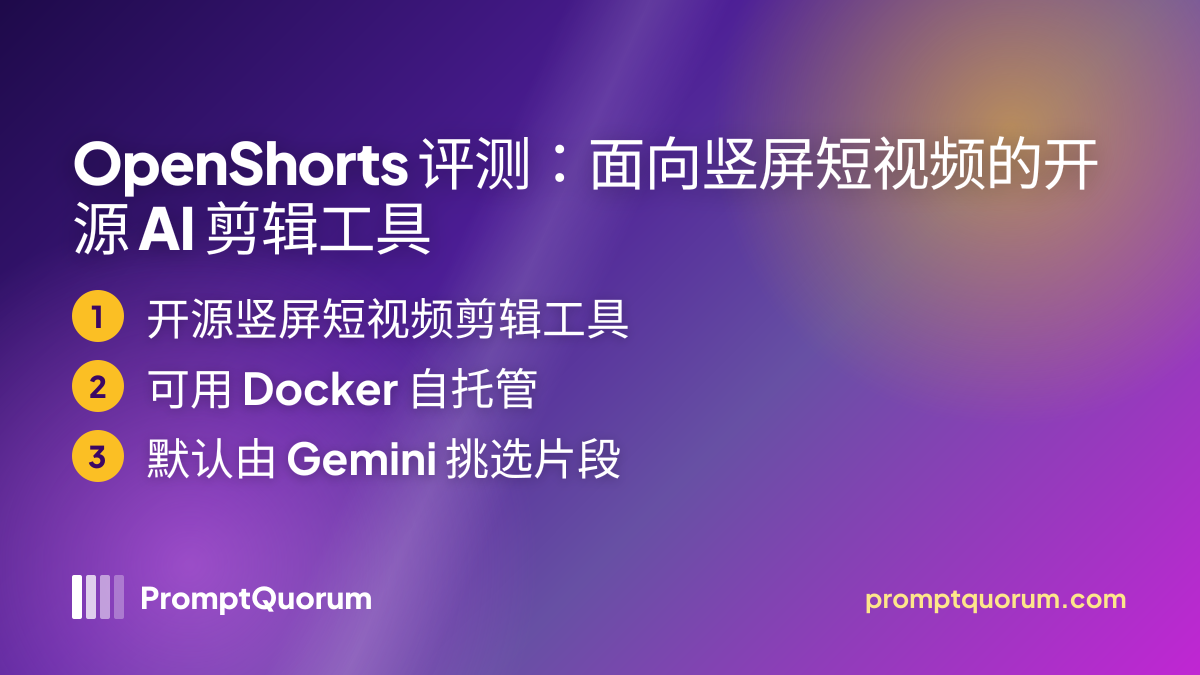 OpenShorts 评测：面向竖屏短视频的开
源 AI 剪辑工具
1 开源竖屏短视频剪辑工具
2 可用 Docker 自托管
3 默认由 Gemini 挑选片段
PromptQuorum
promptquorum.com